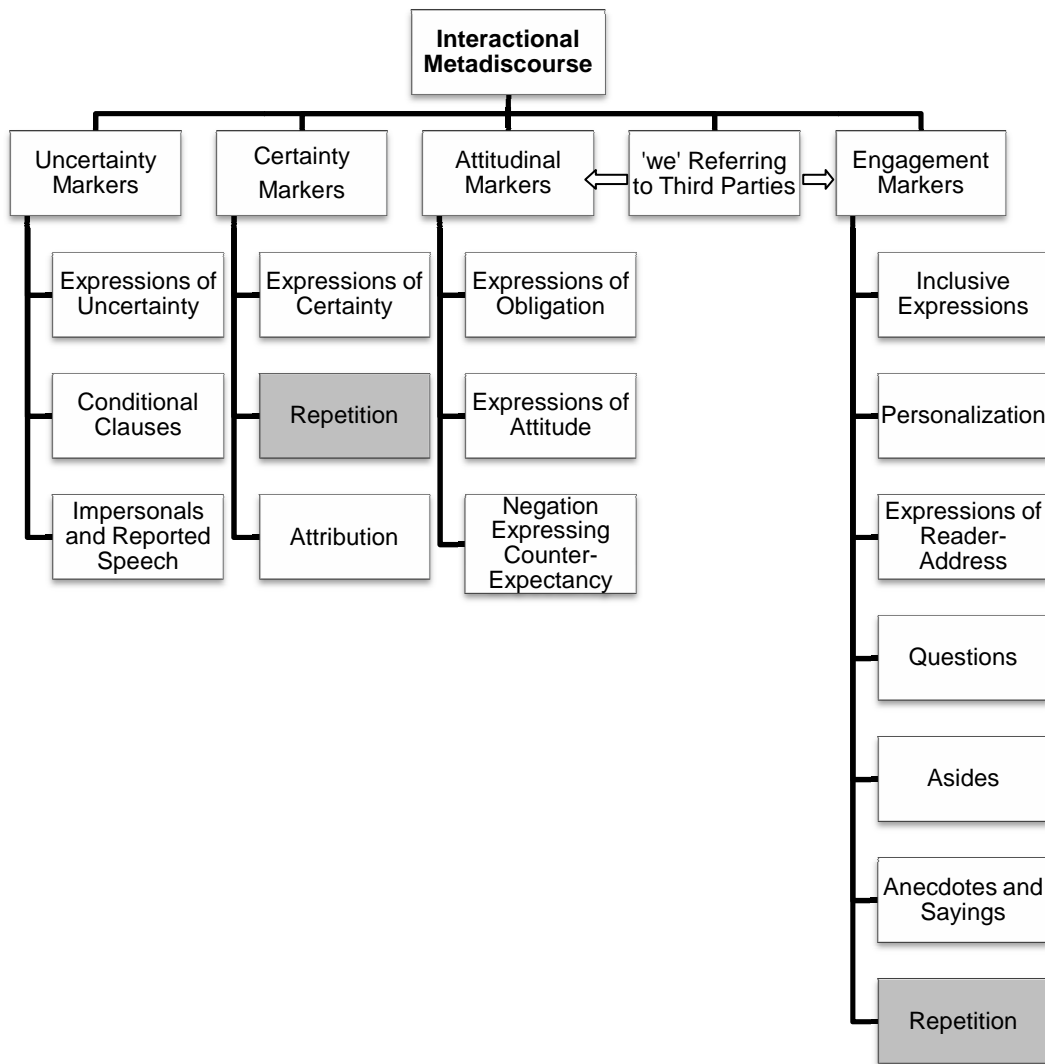 Interactional
Metadiscourse
Uncertainty
Markers
Certainty
Markers
Attitudinal
Markers
'we' Referring
to Third Parties
Engagement
Markers
Expressions of
Uncertainty
Conditional
Clauses
Impersonals
and Reported
Speech
Expressions of
Certainty
Repetition
Attribution
Expressions of
Obligation
Expressions of
Attitude
Negation
Expressing
Counter-
Expectancy
Inclusive
Expressions
Personalization
Expressions of
Reader-
Address
Questions
Asides
Anecdotes and
Sayings
Repetition